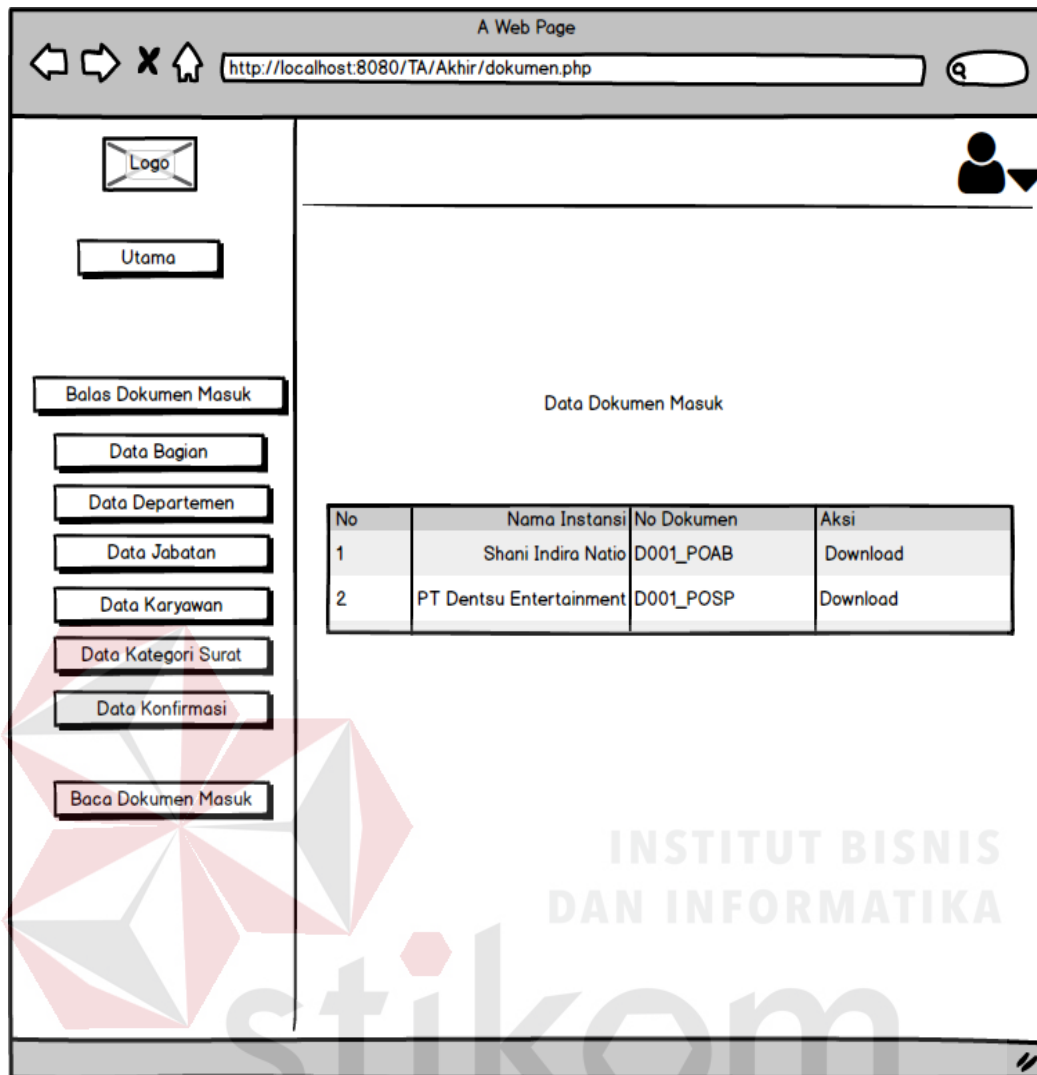 A Web Page
http://localhost:8080/TA/Akhir/dokumen.php
Logo
Utama
Balas Dokumen Masuk
Data Bagian
Data Departemen
Data Jabatan
Data Karyawan
Data Kategori Surat
Data Konfirmasi
Baca Dokumen Masuk
Data Dokumen Masuk
No Nama Instansi No Dokumen Aksi
1 Shani Indira Natio D001_POAB Download
2 PT Dentsu Entertainment D001_POSP Download
INSTITUT BISNIS
DAN INFORMATIKA
stikom